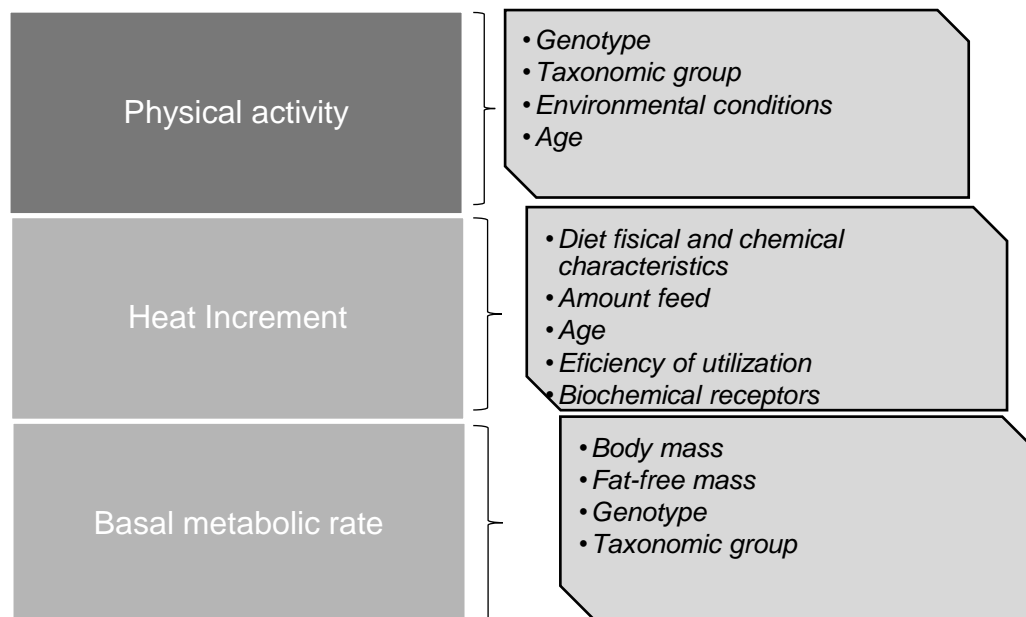 Physical activity
• Genotype
• Taxonomic group
• Environmental conditions
• Age
Heat Increment
• Diet fisical and chemical
characteristics
• Amount feed
• Age
• Eficiency of utilization
• Biochemical receptors
Basal metabolic rate
• Body mass
• Fat-free mass
• Genotype
• Taxonomic group